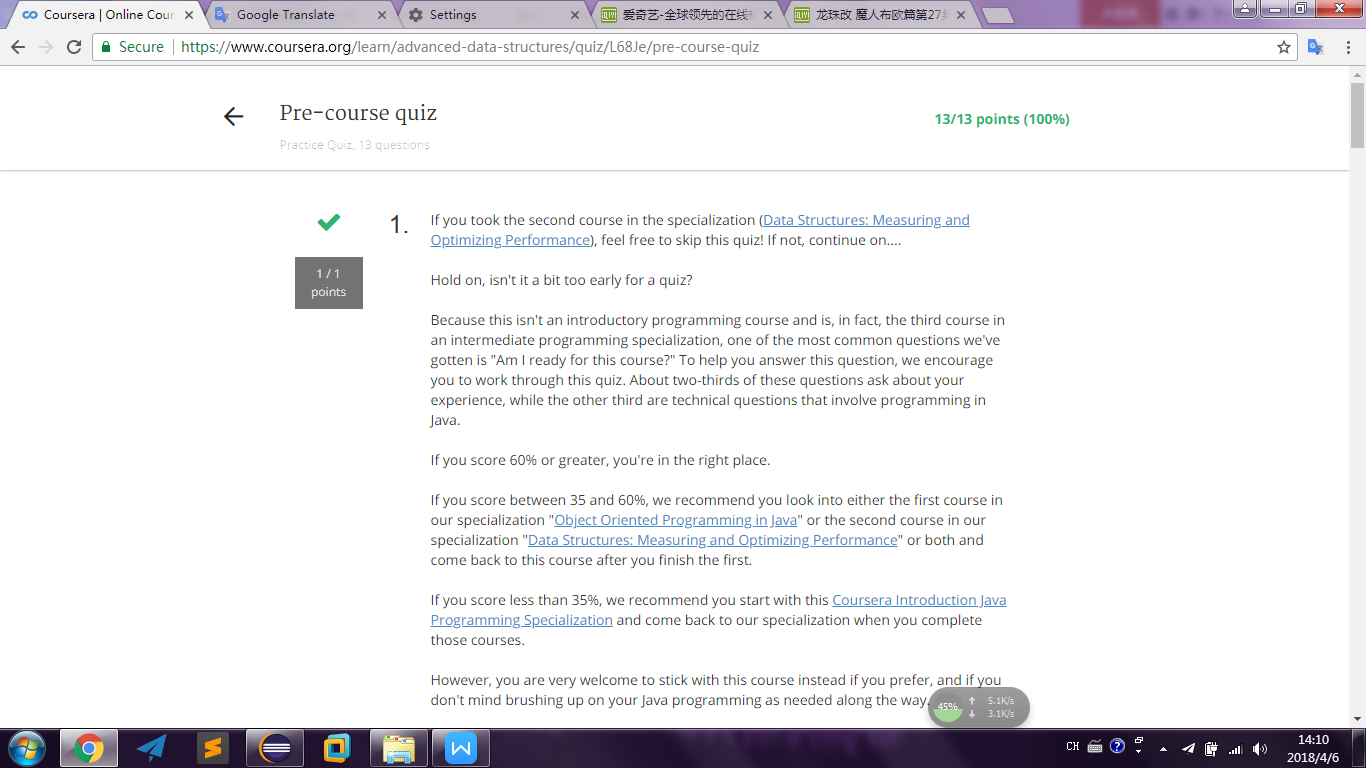 Coursera | Online Cour
Google Translate
Settings
爱奇艺-全球领先的在线
龙珠改 魔人布欧篇第27
Secure
https://www.coursera.org/learn/advanced-data-structures/quiz/L68Je/pre-course-quiz
Pre-course quiz
13/13 points (100%)
Practice Quiz, 13 questions
1.
If you took the second course in the specialization (Data Structures: Measuring and
Optimizing Performance), feel free to skip this quiz! If not, continue on....
1 / 1
points
Hold on, isn't it a bit too early for a quiz?
Because this isn't an introductory programming course and is, in fact, the third course in
an intermediate programming specialization, one of the most common questions we've
gotten is "Am I ready for this course?" To help you answer this question, we encourage
you to work through this quiz. About two-thirds of these questions ask about your
experience, while the other third are technical questions that involve programming in
Java.
If you score 60% or greater, you're in the right place.
If you score between 35 and 60%, we recommend you look into either the first course in
our specialization "Object Oriented Programming in Java" or the second course in our
specialization "Data Structures: Measuring and Optimizing Performance" or both and
come back to this course after you finish the first.
If you score less than 35%, we recommend you start with this Coursera Introduction Java
Programming Specialization and come back to our specialization when you complete
those courses.
However, you are very welcome to stick with this course instead if you prefer, and if you
don't mind brushing up on your Java programming as needed along the way.
45%
5.1K/s
3.1K/s
CH
14:10
2018/4/6